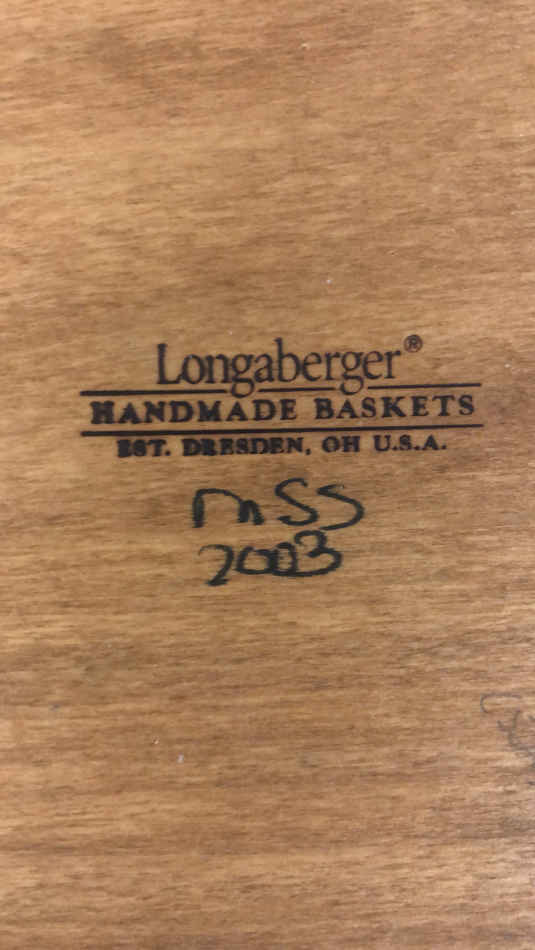 Longaberger®
HANDMADE BASKETS
EST. DRESDEN, OH U.S.A.
mSS
2003